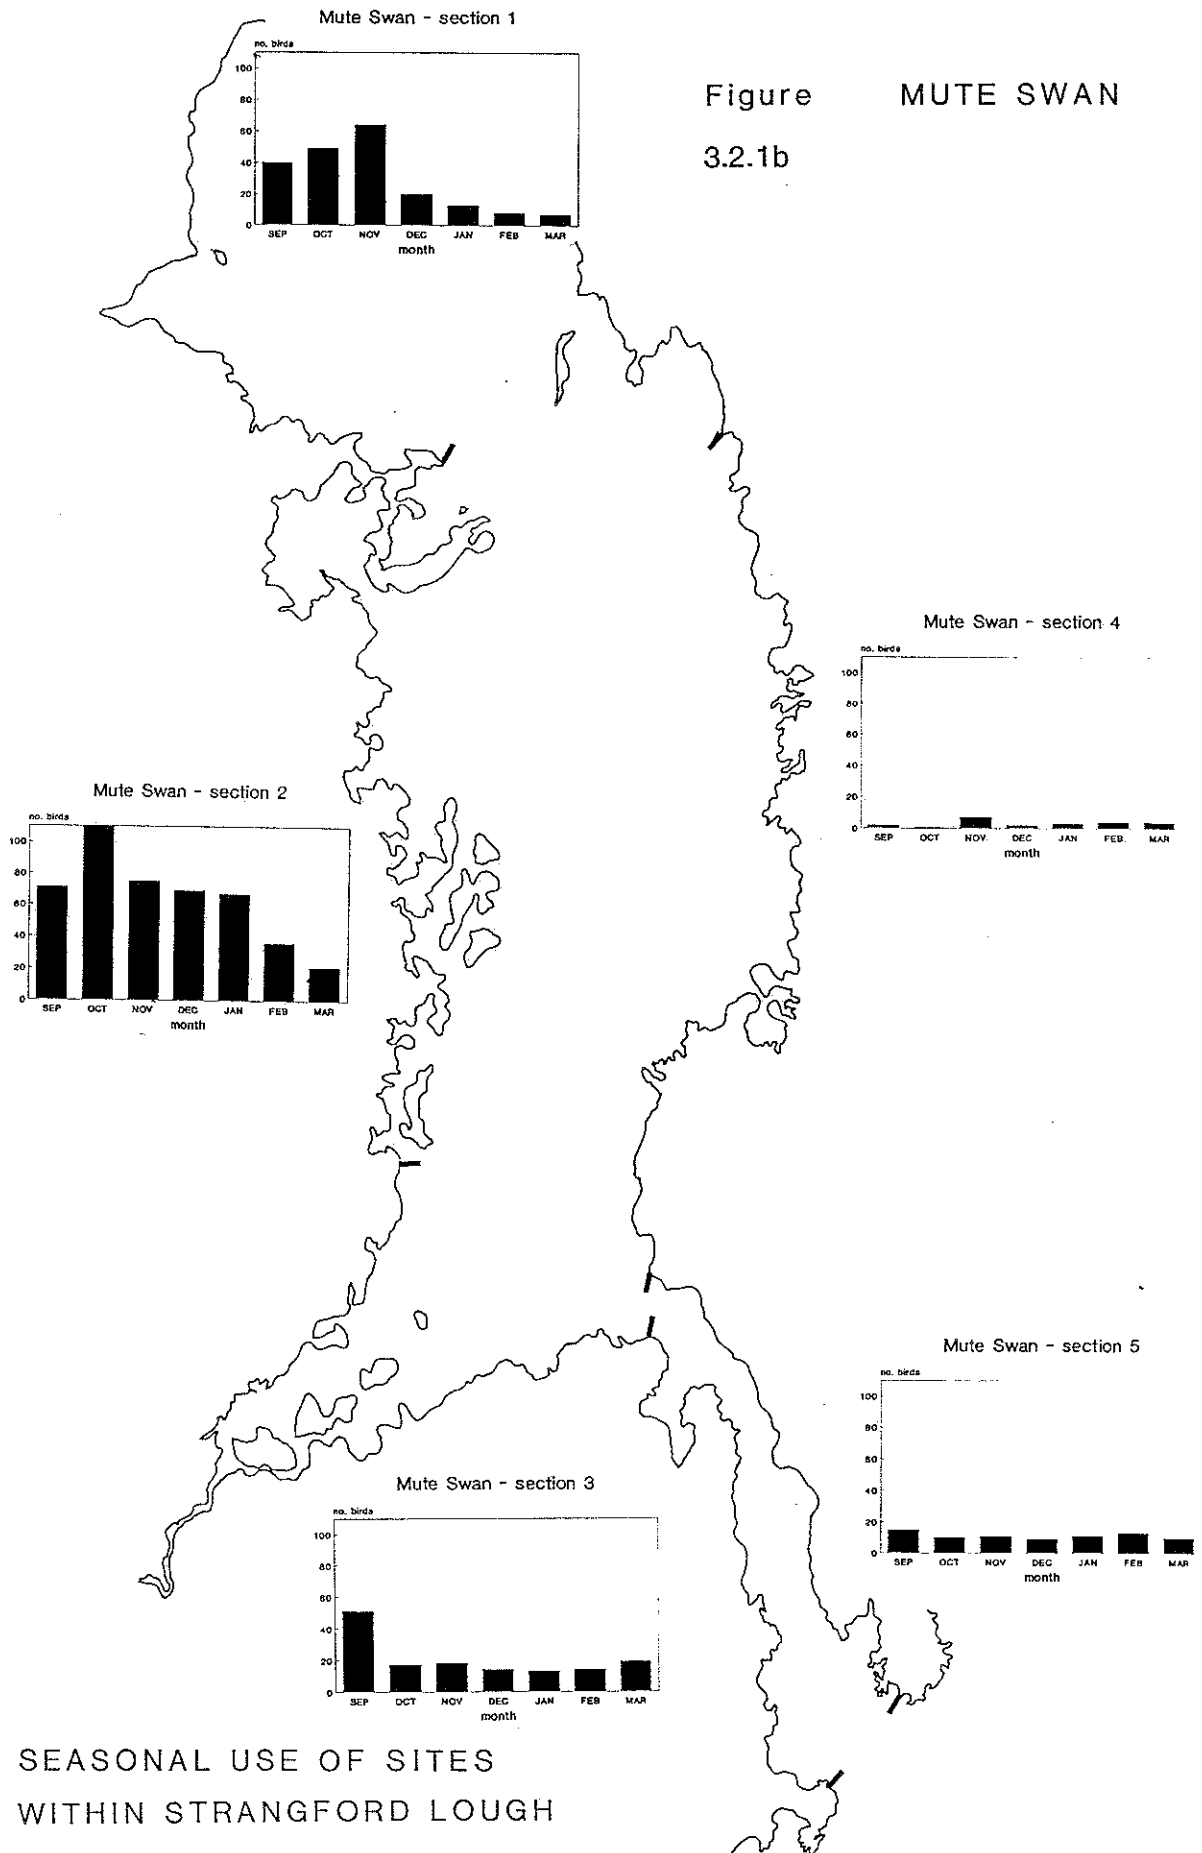 Mute Swan - section 1
no. birds
100
80
60
40
20
0
SEP OCT NOV DEC JAN FEB MAR
month
Figure MUTE SWAN
3.2.1b
Mute Swan - section 4
no. birds
100
80
60
40
20
0
SEP OCT NOV. DEC JAN FEB. MAR
month
Mute Swan - section 2
no. birds
100
80
60
40
20
0
SEP OCT NOV DEC JAN FEB MAR
month
Mute Swan - section 5
no. birds
100
80
60
40
20
0
SEP OCT NOV DEC JAN FEB MAR
month
Mute Swan - section 3
no. birds
100
80
60
40
20
0
SEP OCT NOV DEC JAN FEB MAR
month
SEASONAL USE OF SITES
WITHIN STRANGFORD LOUGH